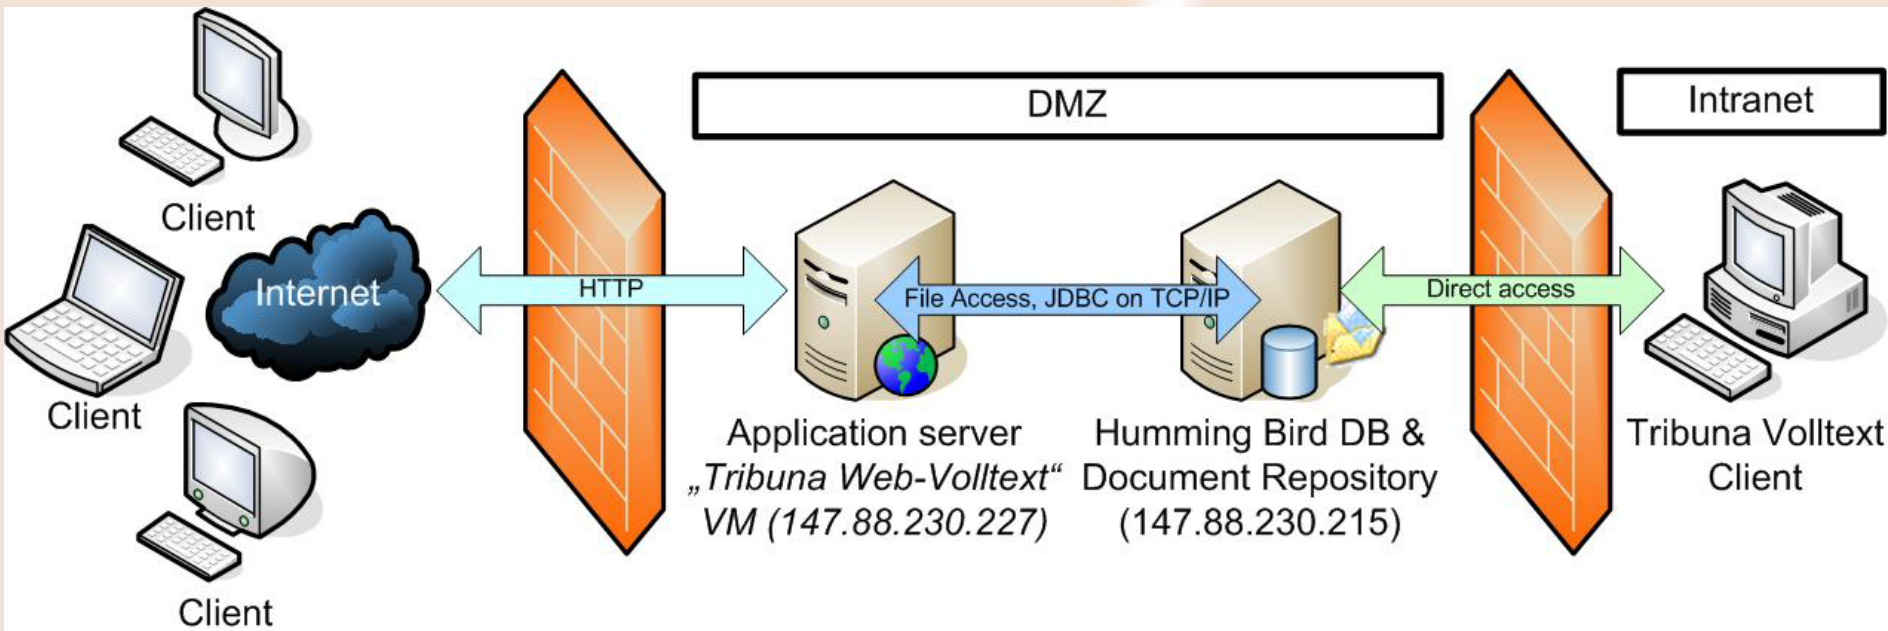 DMZ
Intranet
Client
Internet
Client
Client
HTTP
File Access, JDBC on TCP/IP
Direct access
Application server
„Tribuna Web-Volltext“
VM (147.88.230.227)
Humming Bird DB &
Document Repository
(147.88.230.215)
Tribuna Volltext
Client